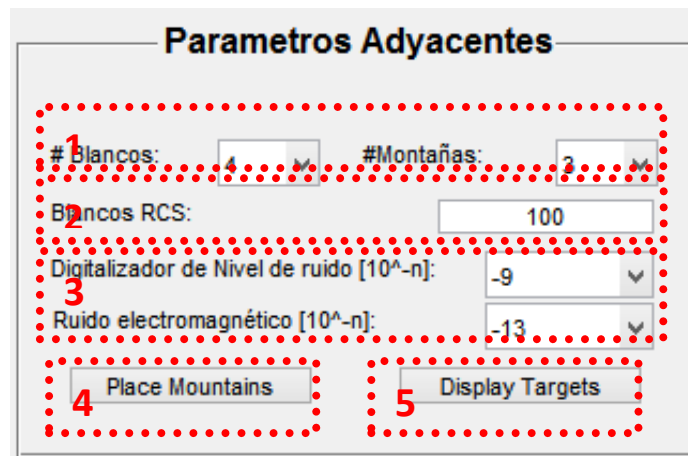 Parametros Adyacentes
1
# Blancos: 4 #Montañas: 3
2
Blancos RCS: 100
Digitalizador de Nivel de ruido [10^-n]: -9
3
Ruido electromagnético [10^-n]: -13
4 Place Mountains 5 Display Targets